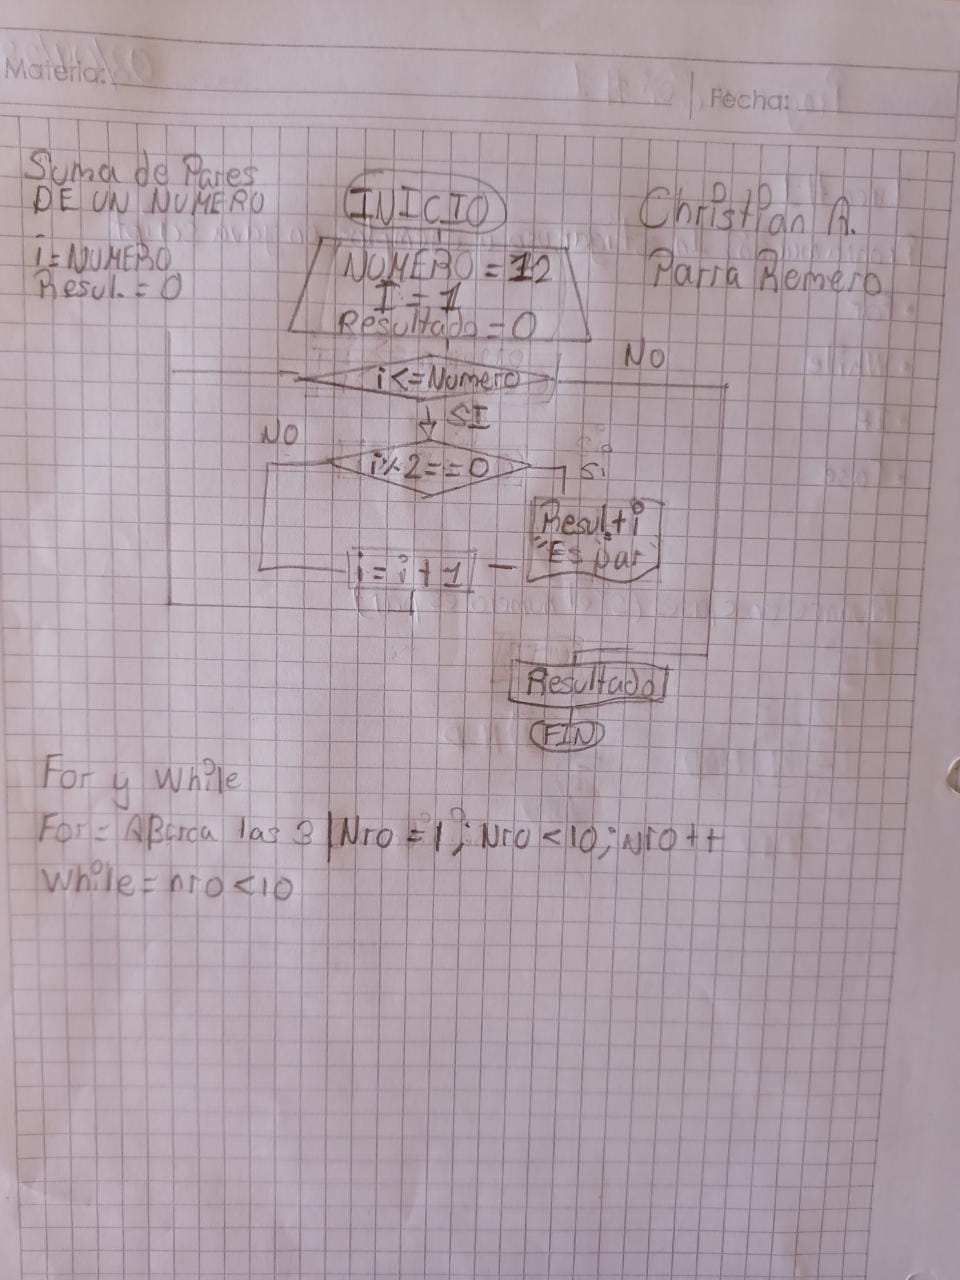 Materia:
Fecha:
Suma de Pares
DE UN NUMERO
i = NUMERO
Resul. = 0
INICIO
Christian A.
Parra Romero
NUMERO = 12
I = 1
Resultado = 0
i <= Numero
NO
SI
NO
i % 2 == 0
Si
Resul + i
"Es par"
i = i + 1
Resultado
FIN
For y While
For = ABarca las 3 | Nro = 1; Nro < 10; Nro ++
While = nro < 10